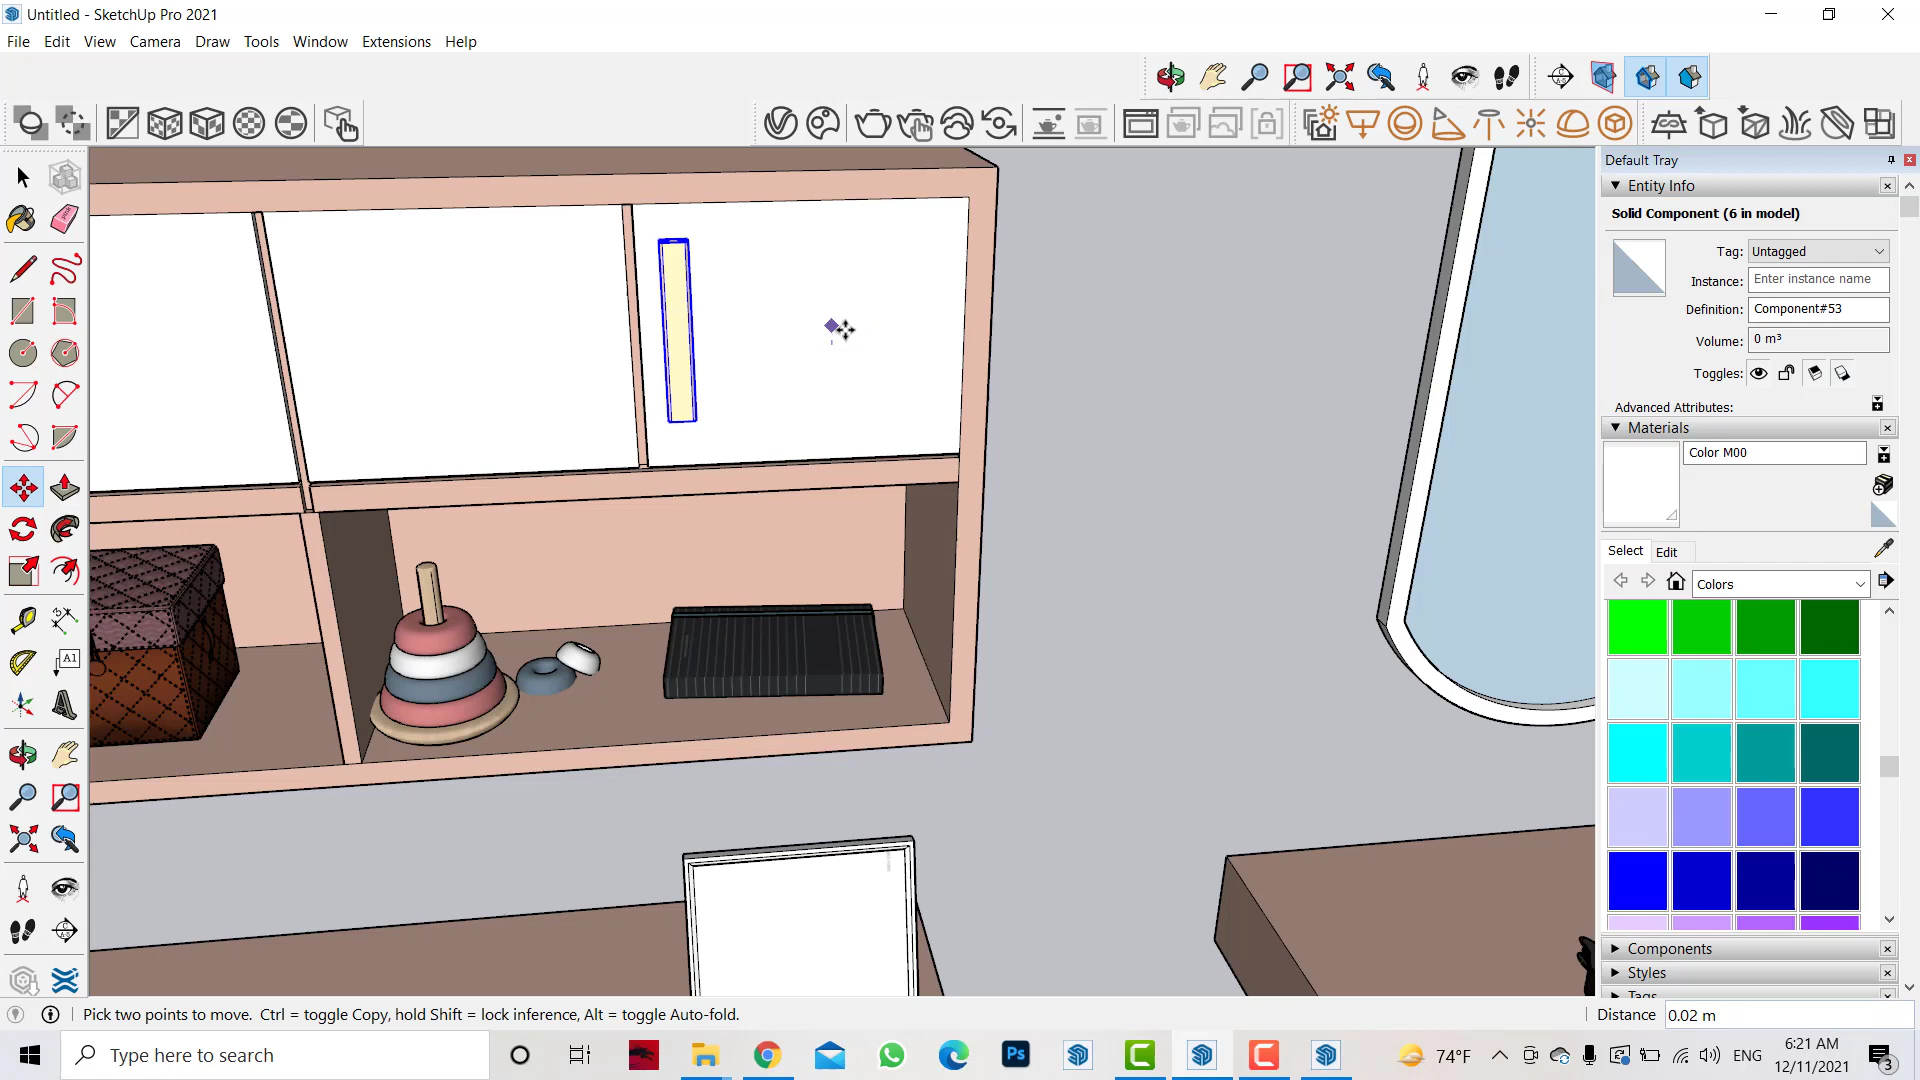 Untitled - SketchUp Pro 2021
File Edit View Camera Draw Tools Window Extensions Help
Default Tray
Entity Info
Solid Component (6 in model)
Tag: Untagged
Instance: Enter instance name
Definition: Component#53
Volume: 0 m³
Toggles:
Advanced Attributes:
Materials
Color M00
Select Edit
Colors
Components
Styles
Tags
A1
Pick two points to move. Ctrl = toggle Copy, hold Shift = lock inference, Alt = toggle Auto-fold.
Distance 0.02 m
Type here to search
Ps
74°F
ENG
6:21 AM
12/11/2021
3